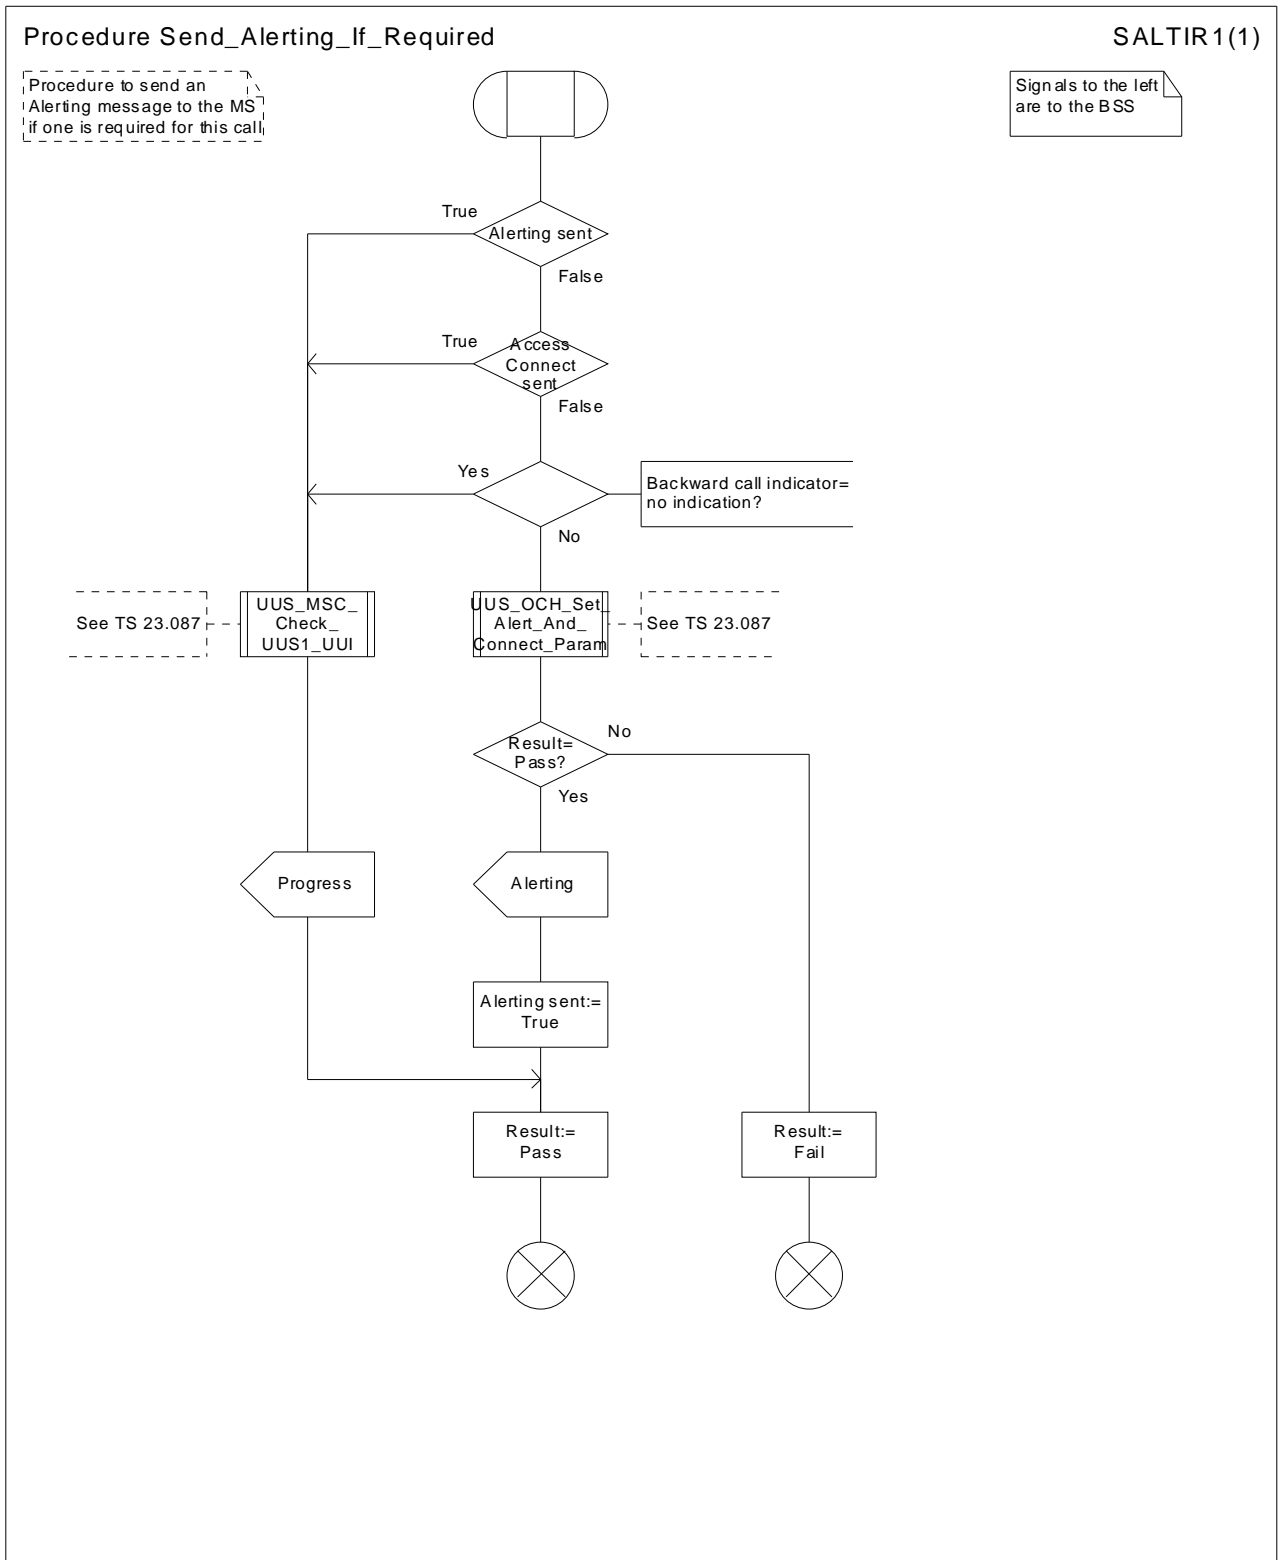 Procedure Send_Alerting_If_Required
SALTIR1(1)
Procedure to send an
Alerting message to the MS
if one is required for this call
Signals to the left
are to the BSS
True
Alerting sent
False
True
Access
Connect
sent
False
Yes
Backward call indicator=
no indication?
No
See TS 23.087
UUS_MSC_
Check_
UUS1_UUI
UUS_OCH_Set_
Alert_And_
Connect_Param
See TS 23.087
Result=
Pass?
No
Yes
Progress
Alerting
Alerting sent:=
True
Result:=
Pass
Result:=
Fail